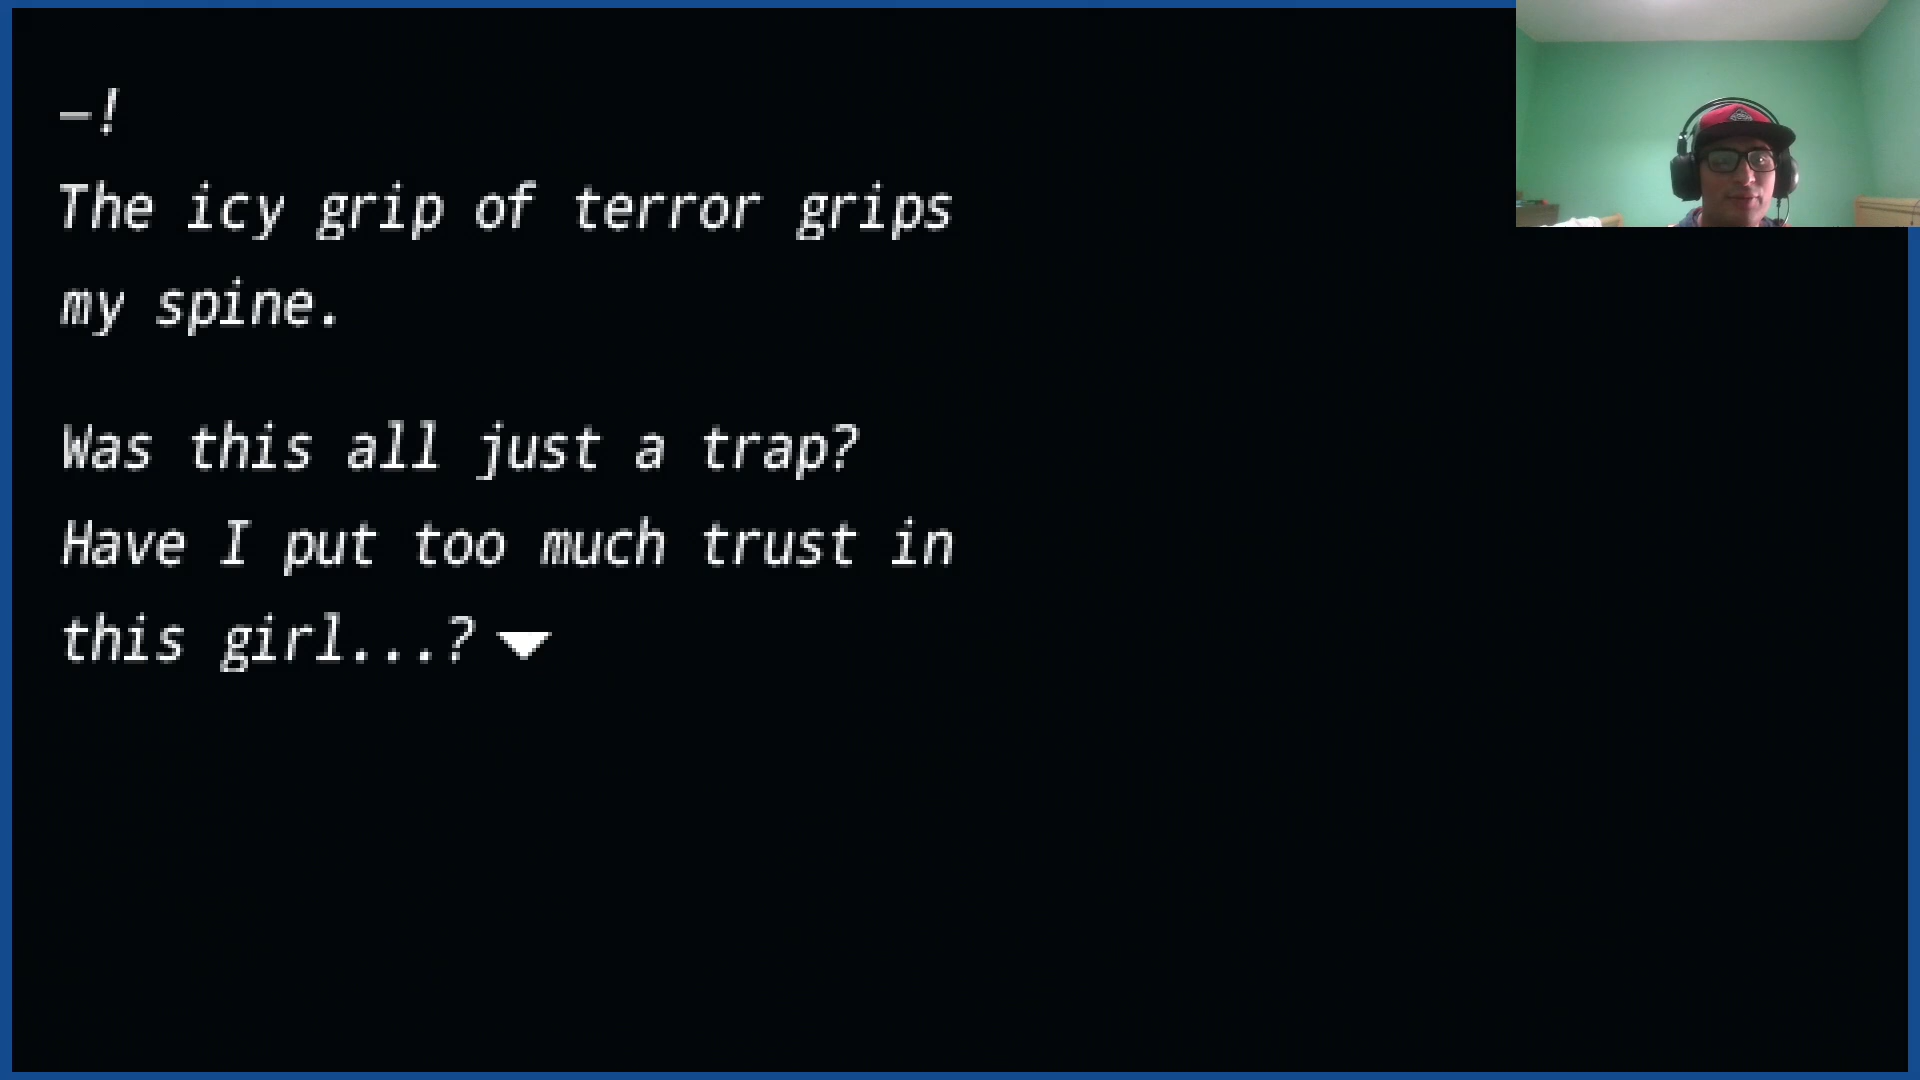 —!
The icy grip of terror grips
my spine.
Was this all just a trap?
Have I put too much trust in
this girl...?